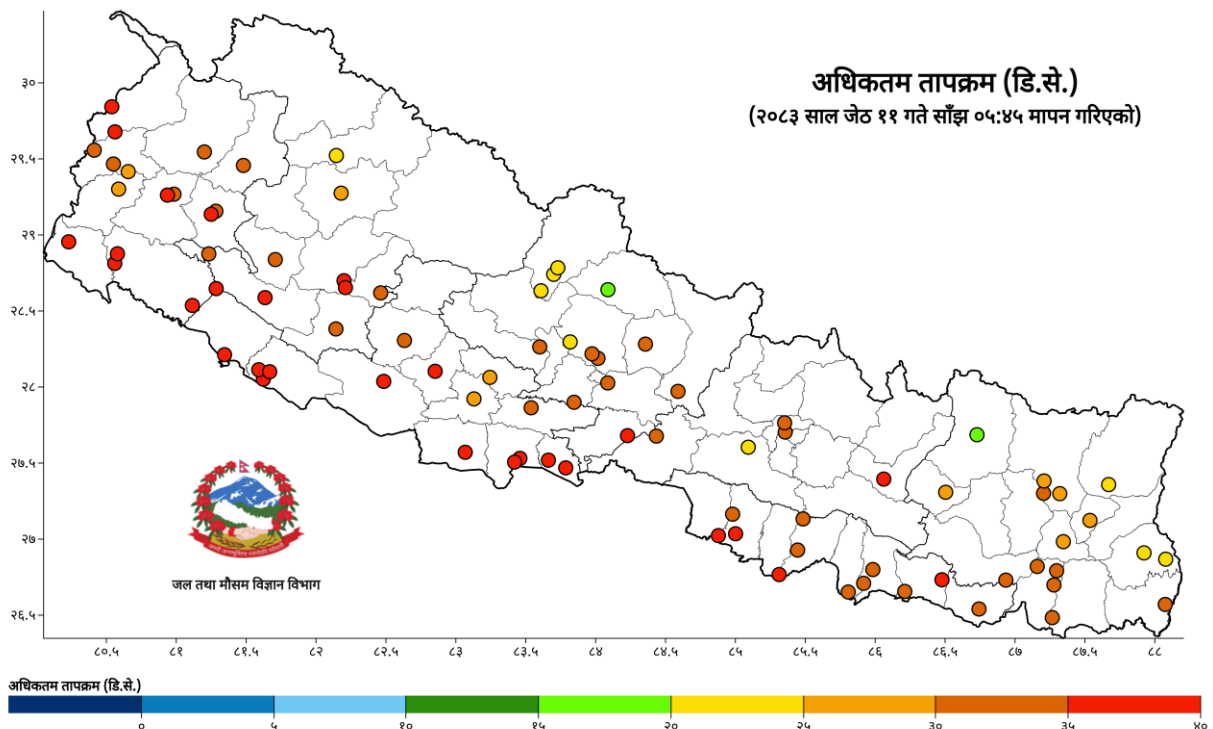 अधिकतम तापक्रम (डि.से.)
(२०८३ साल जेठ ११ गते साँझ ०५:४५ मापन गरिएको)
३०
२९.५
२९
२८.५
२८
२७.५
२७
२६.५
जल तथा मौसम विज्ञान विभाग
८०.५ ८१ ८१.५ ८२ ८२.५ ८३ ८३.५ ८४ ८४.५ ८५ ८५.५ ८६ ८६.५ ८७ ८७.५ ८८
अधिकतम तापक्रम (डि.से.)
० ५ १० १५ २० २५ ३० ३५ ४०